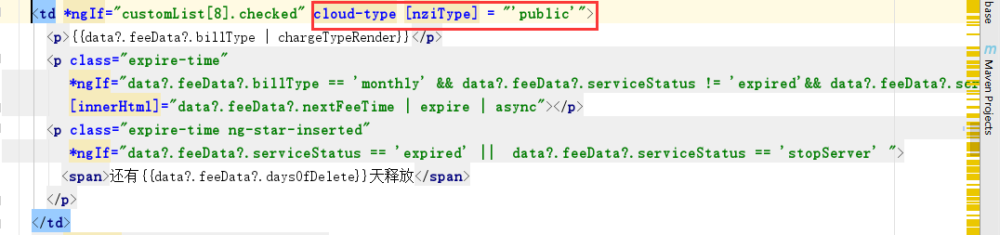 <td *ngIf="customList[8].checked" cloud-type [nziType] = "'public'">
<p>{{data?.feeData?.billType | chargeTypeRender}}</p>
<p class="expire-time"
*ngIf="data?.feeData?.billType == 'monthly' && data?.feeData?.serviceStatus != 'expired'&& data?.feeData?.ser
[innerHtml]="data?.feeData?.nextFeeTime | expire | async"></p>
<p class="expire-time ng-star-inserted"
*ngIf="data?.feeData?.serviceStatus == 'expired' ||  data?.feeData?.serviceStatus == 'stopServer' ">
<span>还有{{data?.feeData?.daysOfDelete}}天释放</span>
</p>
</td>
base
m
Maven Projects